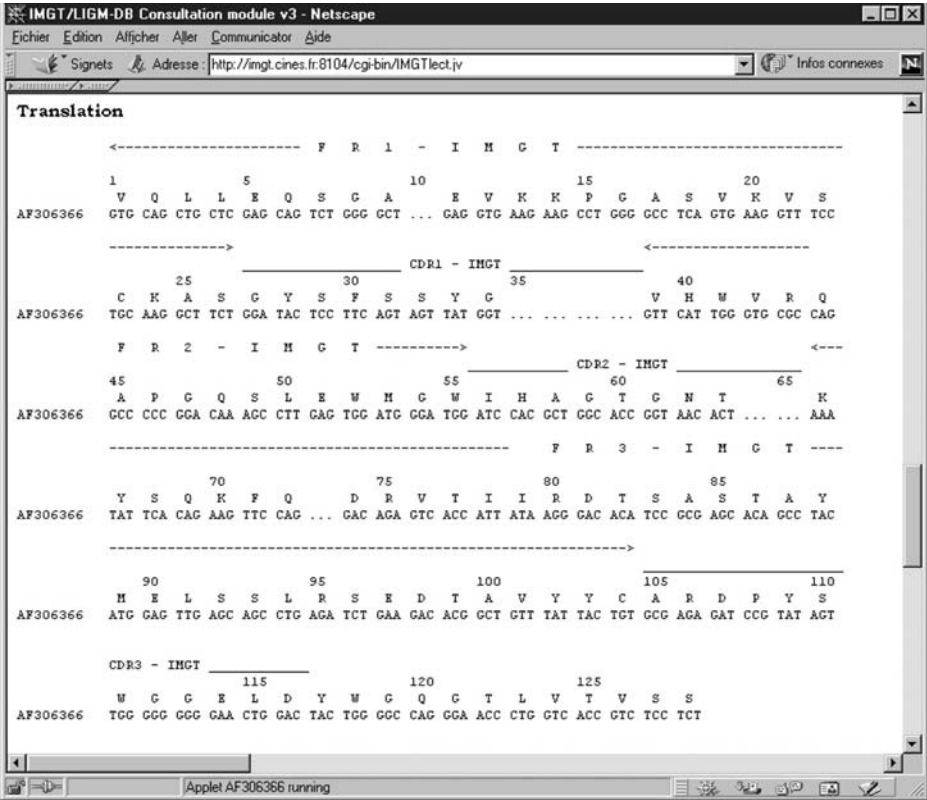 IMGT/LIGM-DB Consultation module v3 - Netscape
Fichier Edition Afficher Aller Communicator Aide
Signets Adresse : http://imgt.cines.fr:8104/cgi-bin/IMGTlect.jv Infos connexes N
Translation
<----------------------- F R 1 - I M G T --------------------------------
1 5 10 15 20
V Q L L E Q S G A E V K K P G A S V K V S
AF306366 GTG CAG CTG CTC GAG CAG TCT GGG GCT ... GAG GTG AAG AAG CCT GGG GCC TCA GTG AAG GTT TCC
-------------->                                                 <-------------------
________________ CDR1 - IMGT ________________
25 30 35 40
C K A S G Y S F S S Y G V H W V R Q
AF306366 TGC AAG GCT TCT GGA TAC TCC TTC AGT AGT TAT GGT ... ... ... ... GTT CAT TGG GTG CGC CAG
F R 2 - I M G T ---------->                                                 <---
____________ CDR2 - IMGT ____________
45 50 55 60 65
A P G Q S L E W M G W I H A G T G N T K
AF306366 GCC CCC GGA CAA AGC CTT GAG TGG ATG GGA TGG ATC CAC GCT GGC ACC GGT AAC ACT ... ... AAA
------------------------------------------------ F R 3 - I M G T ----
70 75 80 85
Y S Q K F Q D R V T I I R D T S A S T A Y
AF306366 TAT TCA CAG AAG TTC CAG ... GAC AGA GTC ACC ATT ATA AGG GAC ACA TCC GCG AGC ACA GCC TAC
-------------------------------------------------------------->
________________________
90 95 100 105 110
M E L S S L R S E D T A V Y Y C A R D P Y S
AF306366 ATG GAG TTG AGC AGC CTG AGA TCT GAA GAC ACG GCT GTT TAT TAC TGT GCG AGA GAT CCG TAT AGT
CDR3 - IMGT ____________
115 120 125
W G G E L D Y W G Q G T L V T V S S
AF306366 TGG GGG GGG GAA CTG GAC TAC TGG GGC CAG GGA ACC CTG GTC ACC GTC TCC TCT
Applet AF306366 running